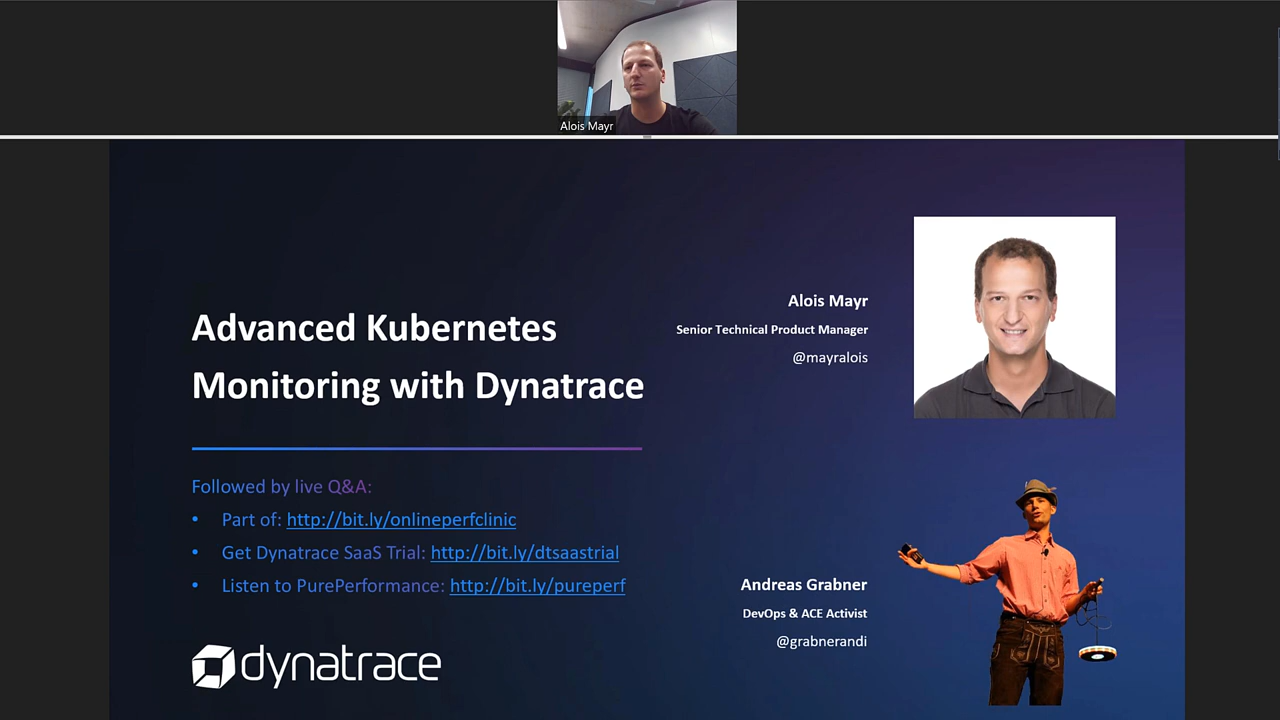 Alois Mayr
Advanced Kubernetes
Monitoring with Dynatrace
Followed by live Q&A:
• Part of: http://bit.ly/onlineperfclinic
• Get Dynatrace SaaS Trial: http://bit.ly/dtsaastrial
• Listen to PurePerformance: http://bit.ly/pureperf
dynatrace
Alois Mayr
Senior Technical Product Manager
@mayralois
Andreas Grabner
DevOps & ACE Activist
@grabnerandi